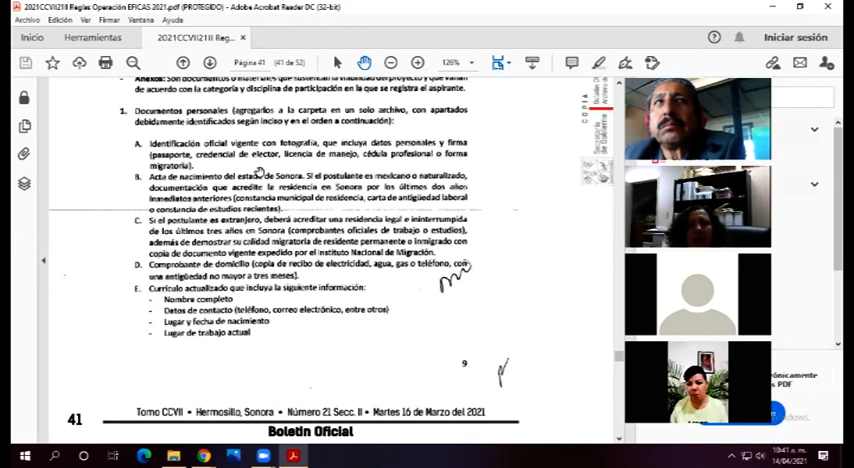 2021CCVII21II Reglas Operación EFICAS 2021.pdf (PROTEGIDO) - Adobe Acrobat Reader DC (32-bit)
Archivo Edición Ver Firmar Ventana Ayuda
Inicio Herramientas 2021CCVII21II Reg... Iniciar sesión
Página 41 (41 de 52) 126%
Anexos: Son documentos o materiales que sustentan la viabilidad del proyecto y que varían
de acuerdo con la categoría y disciplina de participación en la que se registra el aspirante.
1. Documentos personales (agregarlos a la carpeta en un solo archivo, con apartados
debidamente identificados según inciso y en el orden a continuación):
A. Identificación oficial vigente con fotografía, que incluya datos personales y firma
(pasaporte, credencial de elector, licencia de manejo, cédula profesional o forma
migratoria).
B. Acta de nacimiento del estado de Sonora. Si el postulante es mexicano o naturalizado,
documentación que acredite la residencia en Sonora por los últimos dos años
inmediatos anteriores (constancia municipal de residencia, carta de antigüedad laboral
o constancia de estudios recientes).
C. Si el postulante es extranjero, deberá acreditar una residencia legal e ininterrumpida
de los últimos tres años en Sonora (comprobantes oficiales de trabajo o estudios),
además de demostrar su calidad migratoria de residente permanente o inmigrado con
copia de documento vigente expedido por el Instituto Nacional de Migración.
D. Comprobante de domicilio (copia de recibo de electricidad, agua, gas o teléfono, con
una antigüedad no mayor a tres meses).
E. Currículo actualizado que incluya la siguiente información:
- Nombre completo
- Datos de contacto (teléfono, correo electrónico, entre otros)
- Lugar y fecha de nacimiento
- Lugar de trabajo actual
9
Tomo CCVII • Hermosillo, Sonora • Número 21 Secc. II • Martes 16 de Marzo del 2021
41
Boletín Oficial
COPIA
Secretaría
de Gobierno
PDF
10:41 p. m.
14/04/2021